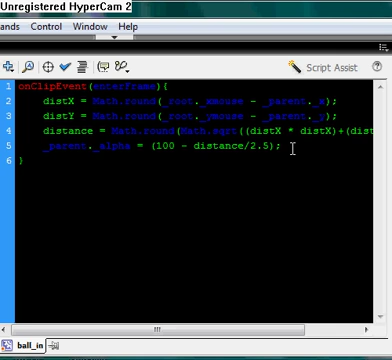 Unregistered HyperCam 2
ands Control Window Help
Script Assist
1 onClipEvent(enterFrame){
2 distX = Math.round(_root._xmouse - _parent._x);
3 distY = Math.round(_root._ymouse - _parent._y);
4 distance = Math.round(Math.sqrt((distX * distX)+(dist
5 _parent._alpha = (100 - distance/2.5);
6 }
ball_in